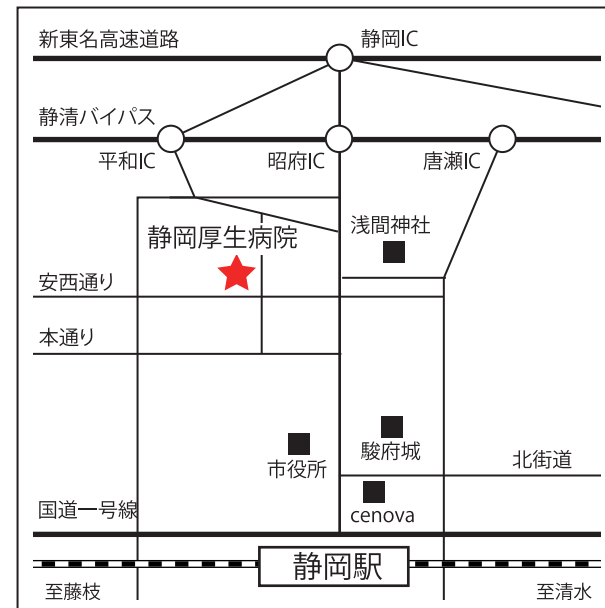 新東名高速道路
静岡IC
静清バイパス
平和IC
昭府IC
唐瀬IC
浅間神社
静岡厚生病院
安西通り
本通り
駿府城
市役所
北街道
国道一号線
cenova
静岡駅
至藤枝
至清水